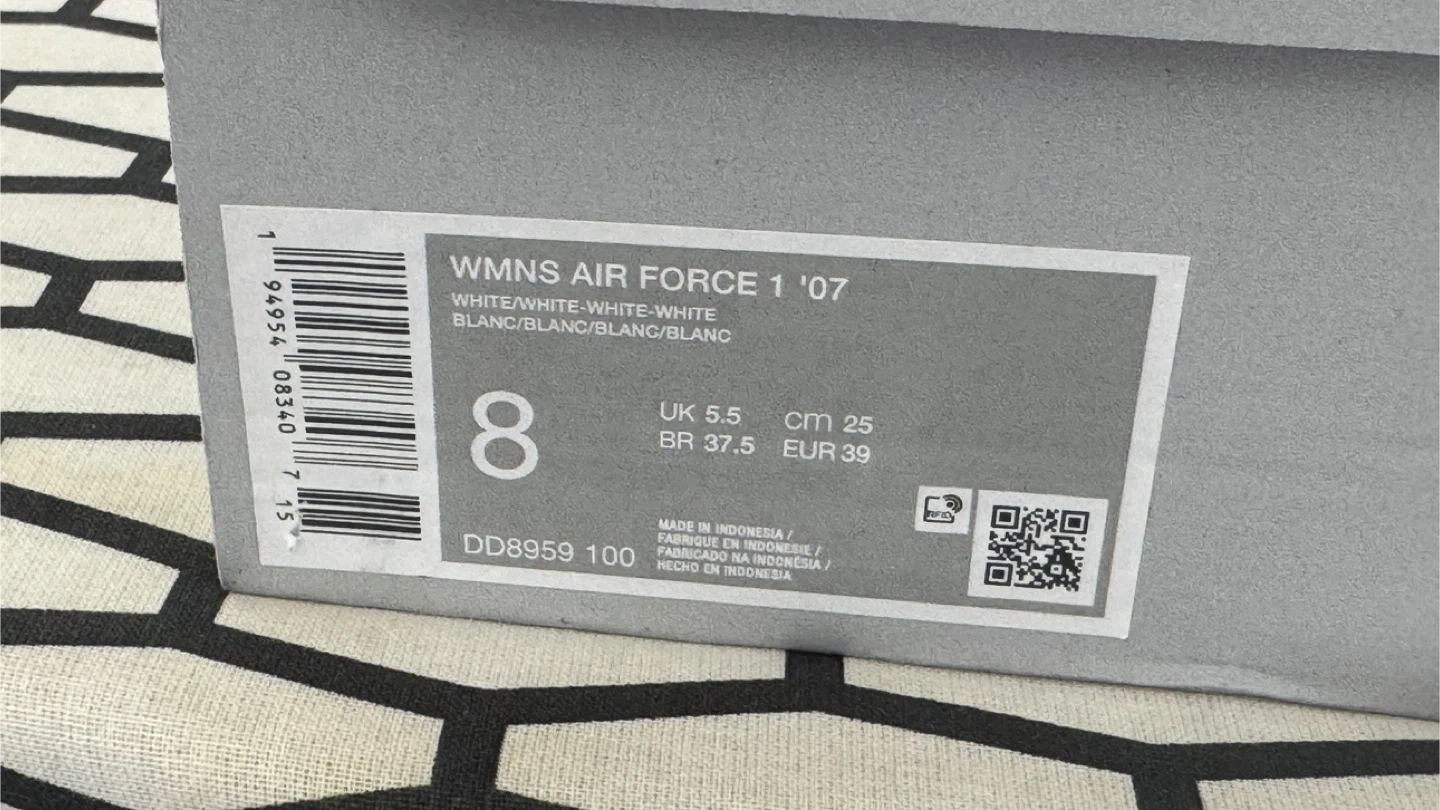 WMNS AIR FORCE 1 '07
WHITE/WHITE-WHITE-WHITE
BLANC/BLANC/BLANC/BLANC
8
UK 5.5 cm 25
BR 37.5 EUR 39
DD8959 100
MADE IN INDONESIA /
FABRIQUE EN INDONESIE /
FABRICADO NA INDONÉSIA /
HECHO EN INDONESIA
RFID
1 94954 08340 7 15